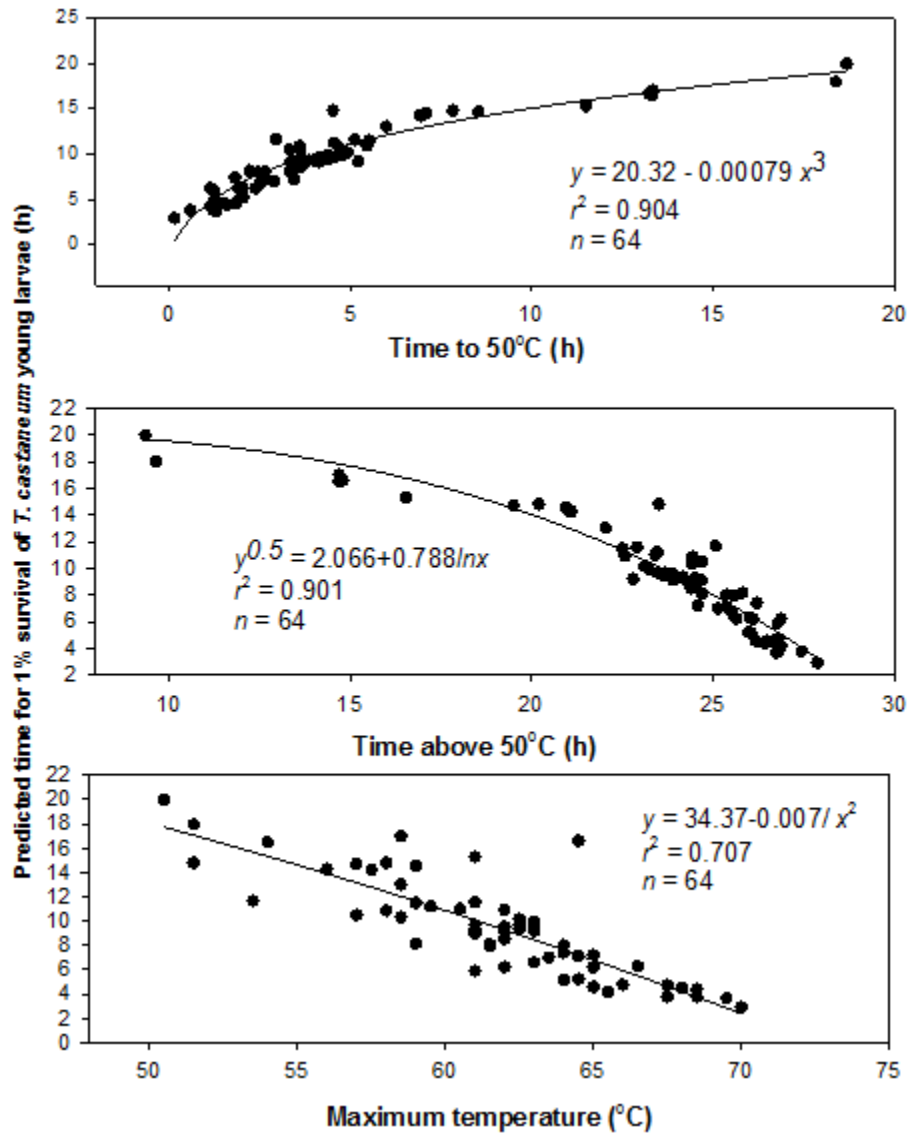 Predicted time for 1% survival of T. castaneum young larvae (h)
25
20
15
10
5
0
y = 20.32 - 0.00079 x3
r2 = 0.904
n = 64
0 5 10 15 20
Time to 50oC (h)
22
20
18
16
14
12
10
8
6
4
2
y0.5 = 2.066+0.788lnx
r2 = 0.901
n = 64
10 15 20 25 30
Time above 50oC (h)
22
20
18
16
14
12
10
8
6
4
2
0
y = 34.37-0.007/ x2
r2 = 0.707
n = 64
50 55 60 65 70 75
Maximum temperature (oC)